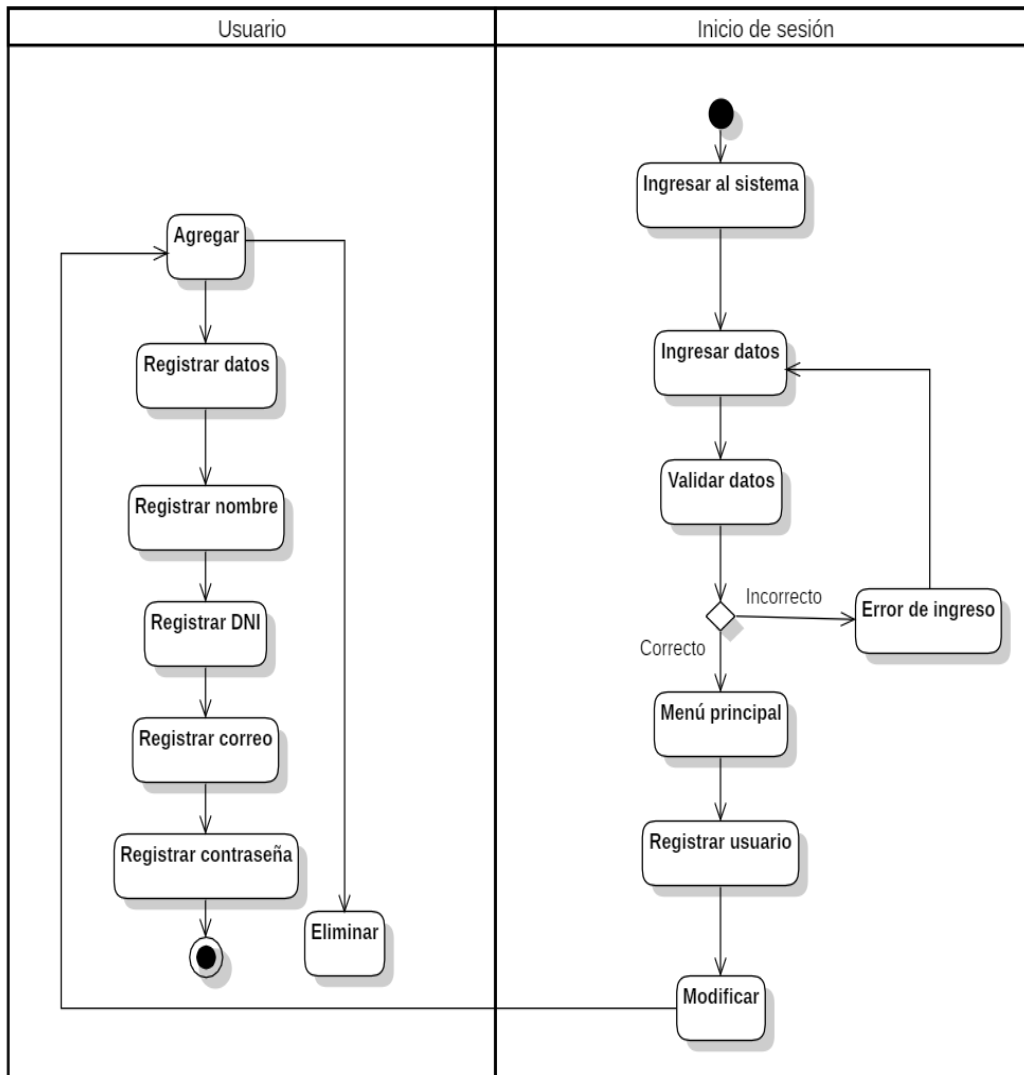 Usuario
Inicio de sesión
Ingresar al sistema
Agregar
Ingresar datos
Registrar datos
Validar datos
Registrar nombre
Incorrecto
Error de ingreso
Registrar DNI
Correcto
Menú principal
Registrar correo
Registrar usuario
Registrar contraseña
Eliminar
Modificar